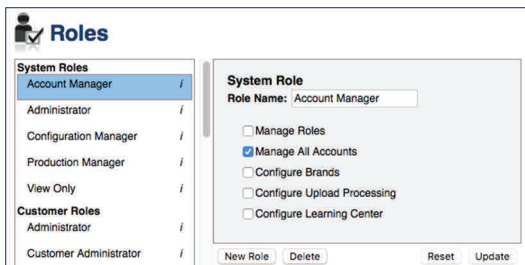 Roles
System Roles
Account Manager i
Administrator i
Configuration Manager i
Production Manager i
View Only i
Customer Roles
Administrator i
Customer Administrator i
System Role
Role Name: Account Manager
Manage Roles
Manage All Accounts
Configure Brands
Configure Upload Processing
Configure Learning Center
New Role Delete Reset Update